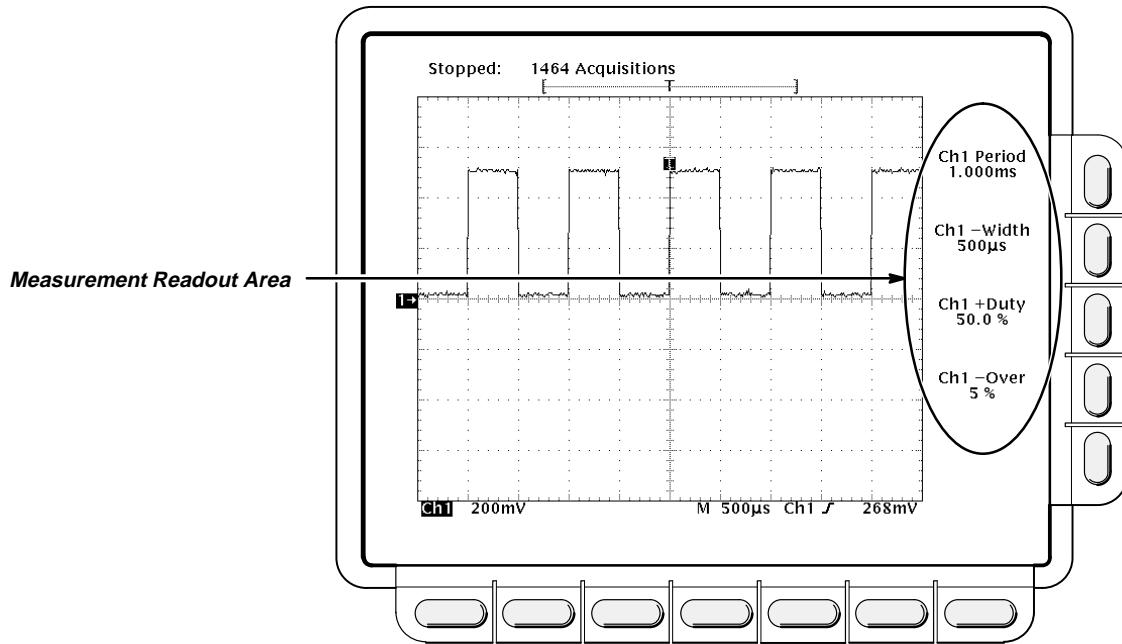 Stopped: 1464 Acquisitions
T
T
Ch1 Period
1.000ms
Ch1 −Width
500µs
Measurement Readout Area
1→
Ch1 +Duty
50.0 %
Ch1 −Over
5 %
Ch1 200mV M 500µs Ch1 ƒ 268mV